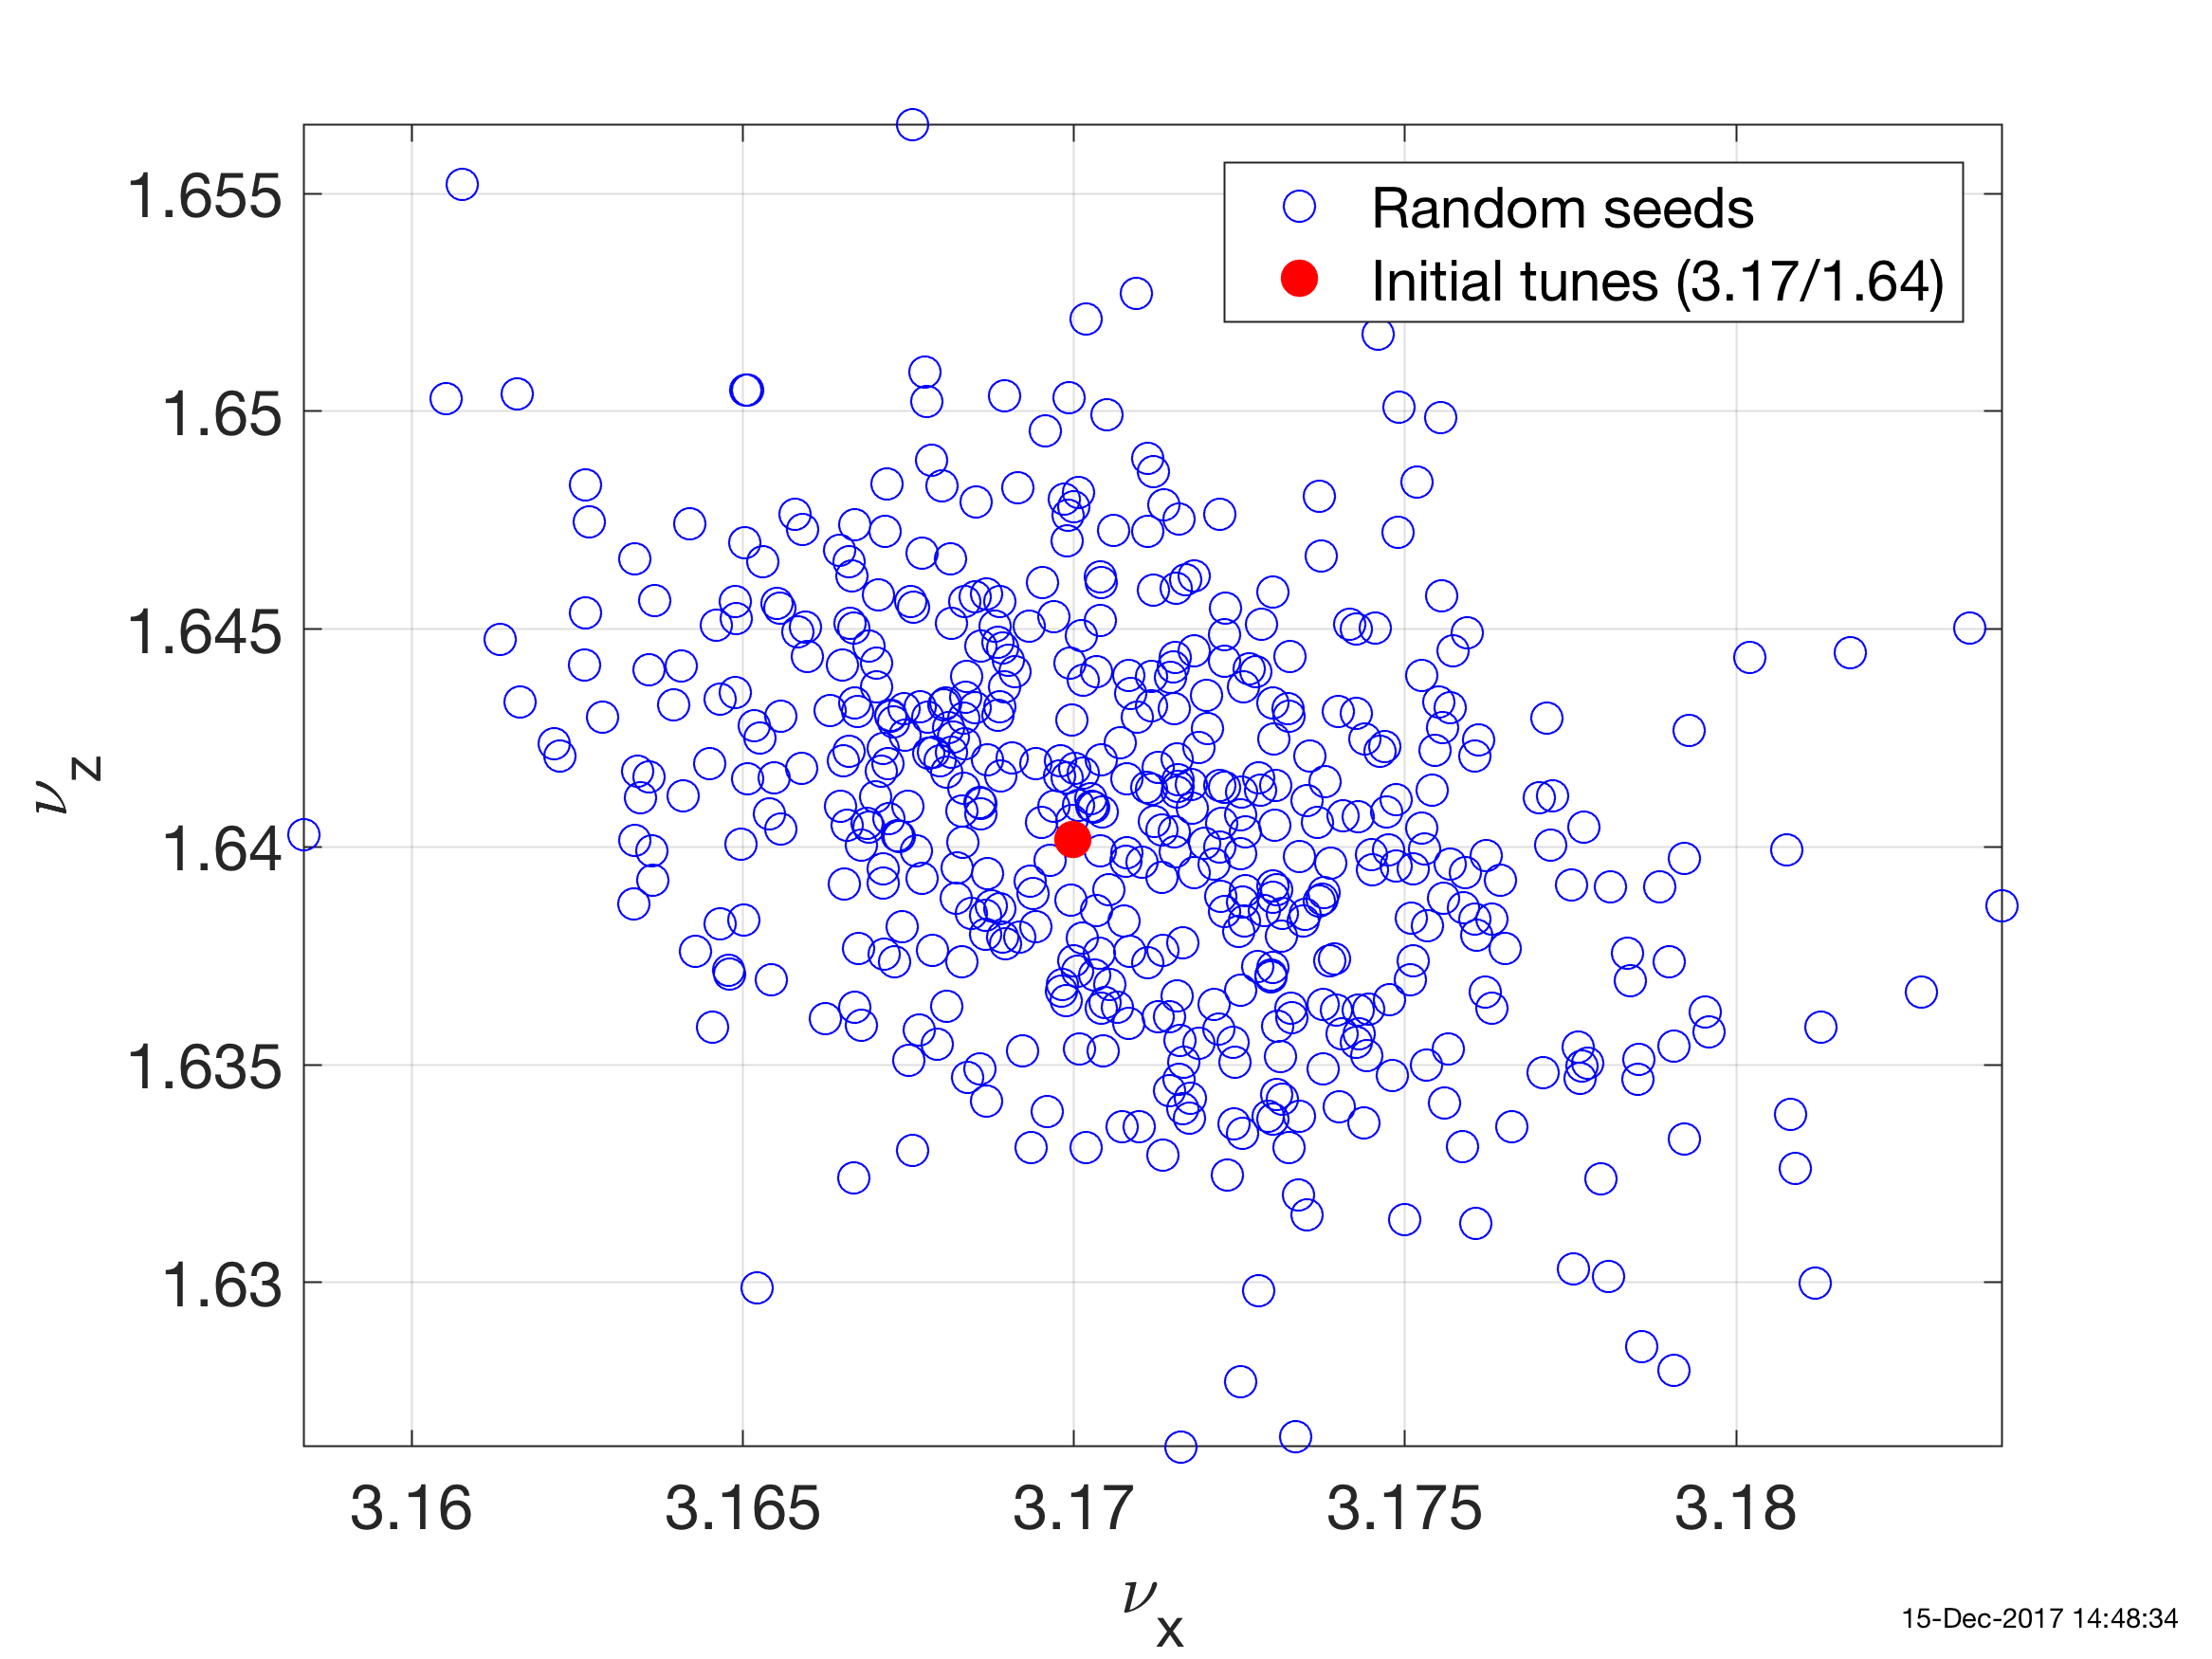 Random seeds
Initial tunes (3.17/1.64)
1.655
1.65
1.645
1.64
1.635
1.63
ν z
3.16 3.165 3.17 3.175 3.18
ν x
15-Dec-2017 14:48:34